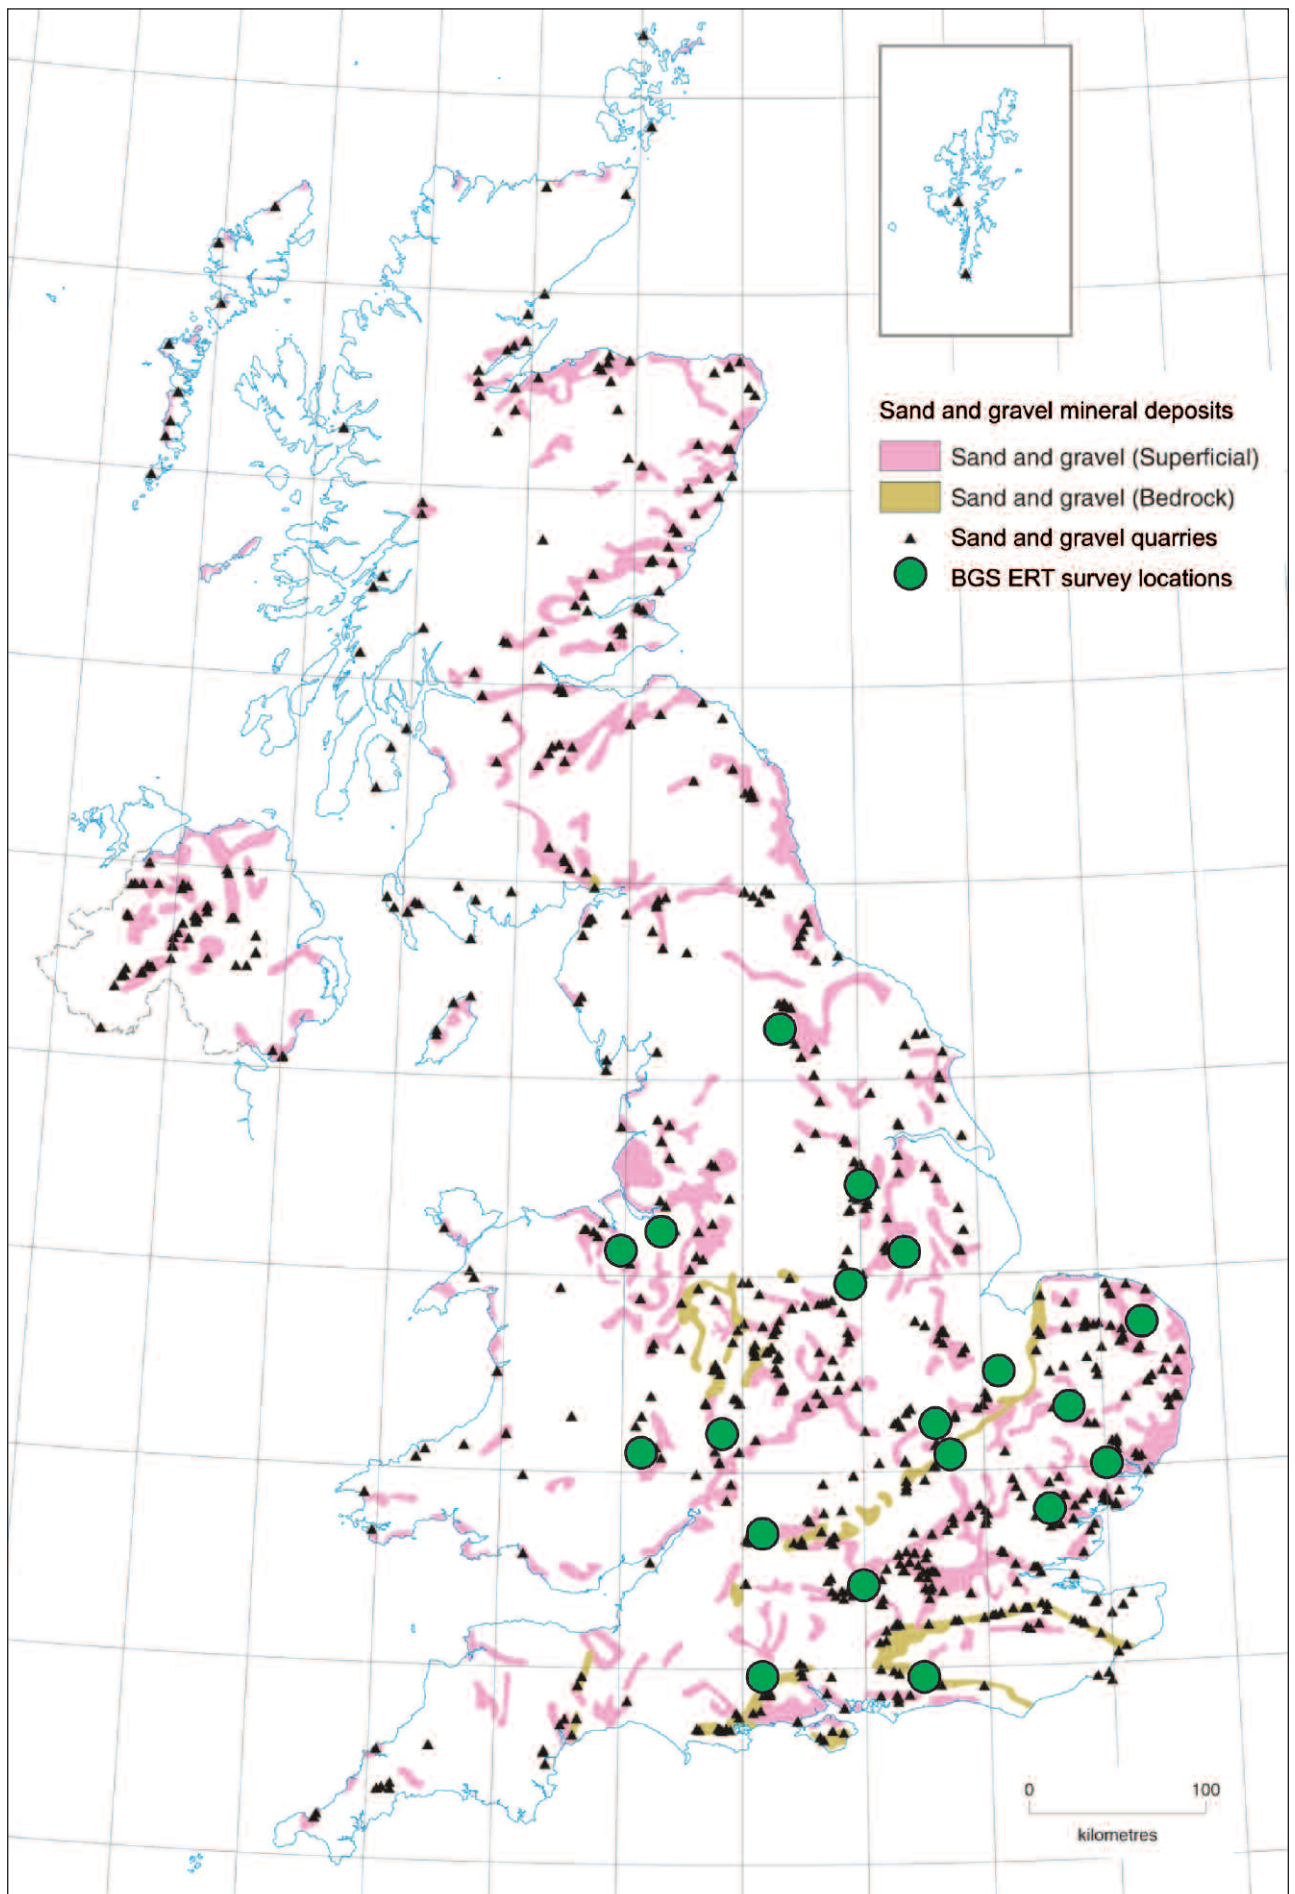 Sand and gravel mineral deposits
Sand and gravel (Superficial)
Sand and gravel (Bedrock)
Sand and gravel quarries
BGS ERT survey locations
0 100
kilometres